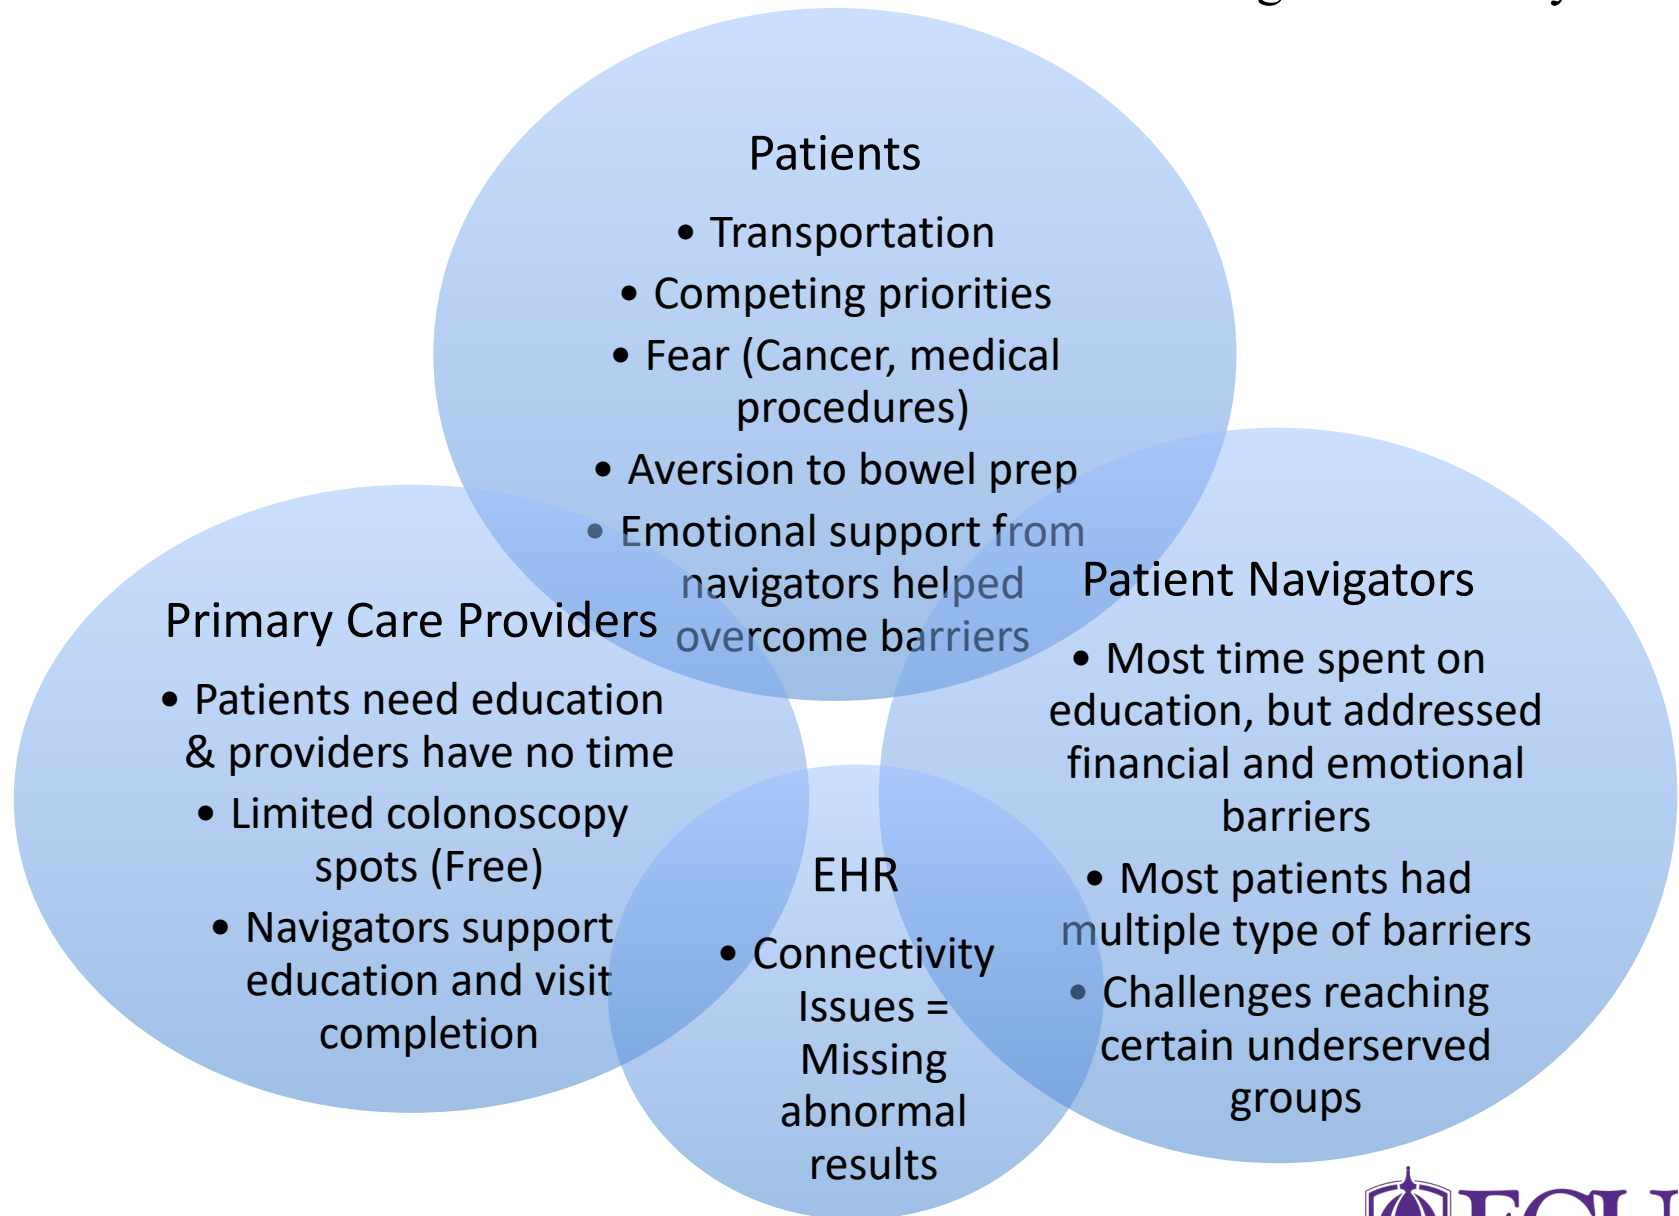 Patients
• Transportation
• Competing priorities
• Fear (Cancer, medical
procedures)
• Aversion to bowel prep
• Emotional support from
navigators helped
overcome barriers
Primary Care Providers
• Patients need education
& providers have no time
• Limited colonoscopy
spots (Free)
• Navigators support
education and visit
completion
EHR
• Connectivity
Issues =
Missing
abnormal
results
Patient Navigators
• Most time spent on
education, but addressed
financial and emotional
barriers
• Most patients had
multiple type of barriers
• Challenges reaching
certain underserved
groups
ECU